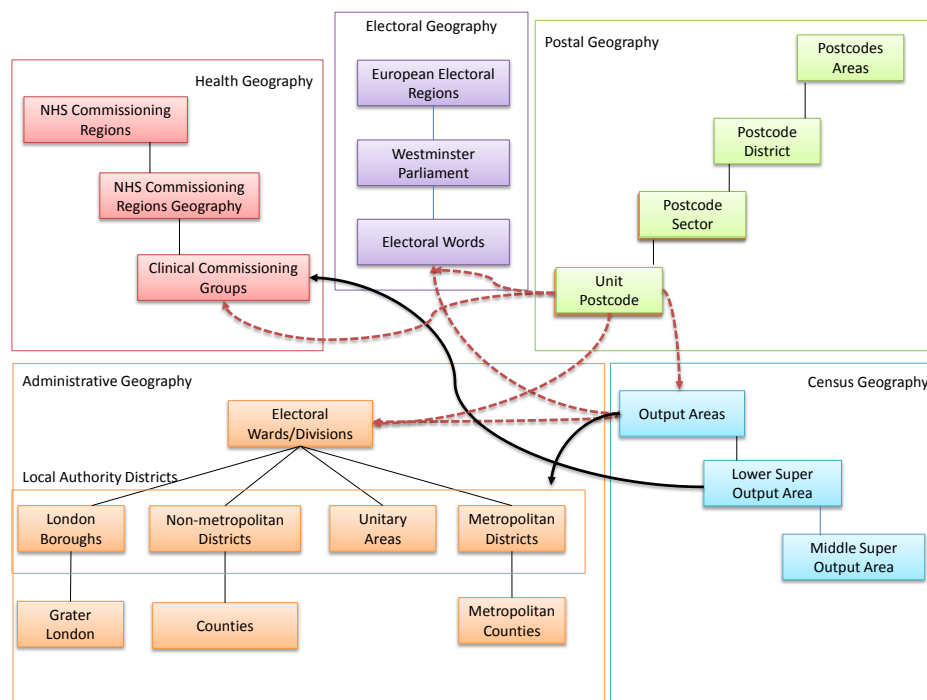 Electoral Geography
European Electoral
Regions
Westminster
Parliament
Electoral Words
Postal Geography
Postcodes
Areas
Postcode
District
Postcode
Sector
Unit
Postcode
Health Geography
NHS Commissioning
Regions
NHS Commissioning
Regions Geography
Clinical Commissioning
Groups
Administrative Geography
Electoral
Wards/Divisions
Local Authority Districts
London
Boroughs
Non-metropolitan
Districts
Unitary
Areas
Metropolitan
Districts
Grater
London
Counties
Metropolitan
Counties
Census Geography
Output Areas
Lower Super
Output Area
Middle Super
Output Area